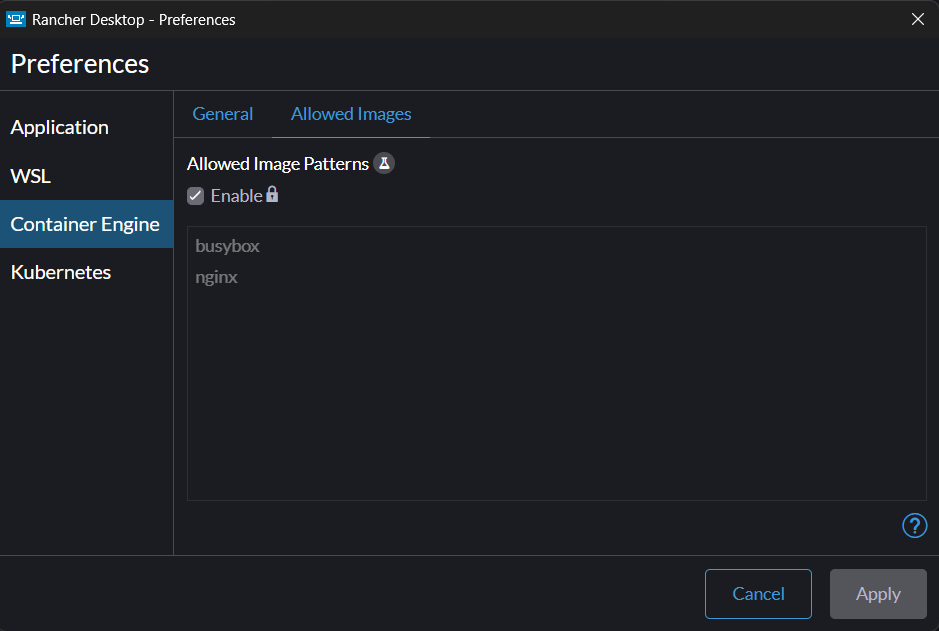 Rancher Desktop - Preferences
Preferences
Application
WSL
Container Engine
Kubernetes
General Allowed Images
Allowed Image Patterns
Enable
busybox
nginx
?
Cancel Apply